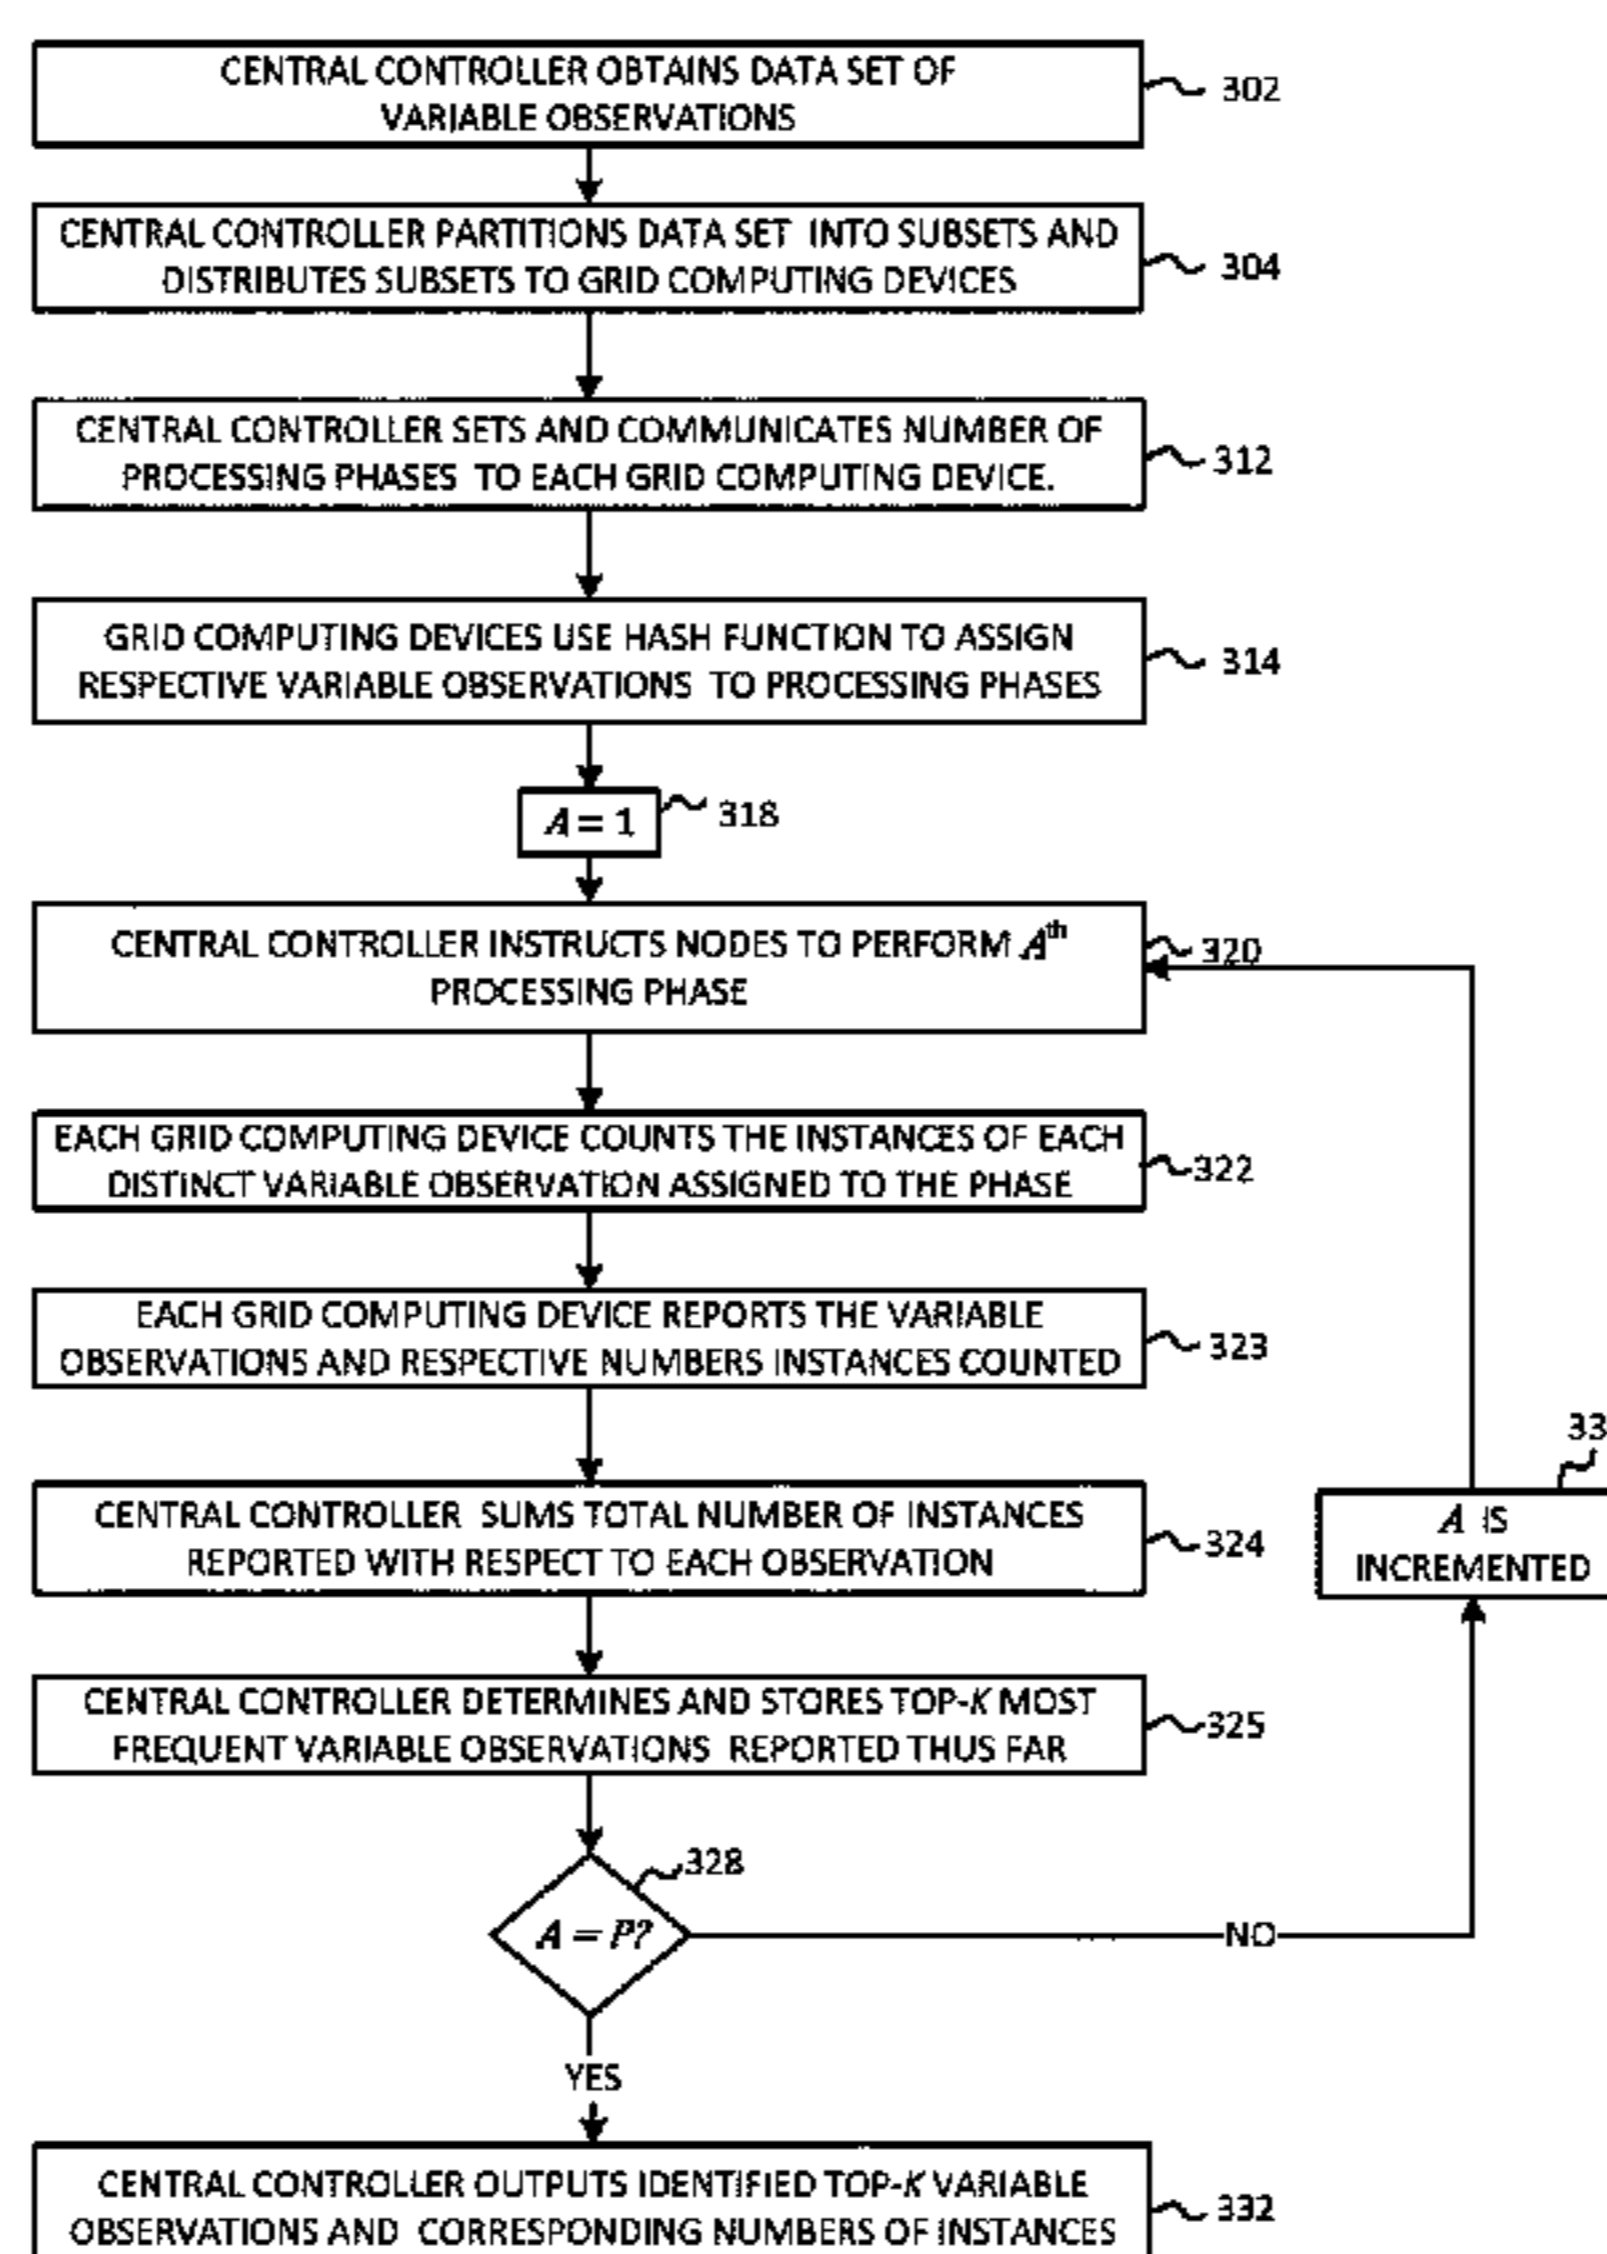 CENTRAL CONTROLLER OBTAINS DATA SET OF
VARIABLE OBSERVATIONS
302
CENTRAL CONTROLLER PARTITIONS DATA SET INTO SUBSETS AND
DISTRIBUTES SUBSETS TO GRID COMPUTING DEVICES
304
CENTRAL CONTROLLER SETS AND COMMUNICATES NUMBER OF
PROCESSING PHASES TO EACH GRID COMPUTING DEVICE.
312
GRID COMPUTING DEVICES USE HASH FUNCTION TO ASSIGN
RESPECTIVE VARIABLE OBSERVATIONS TO PROCESSING PHASES
314
A = 1
318
CENTRAL CONTROLLER INSTRUCTS NODES TO PERFORM Ath
PROCESSING PHASE
320
EACH GRID COMPUTING DEVICE COUNTS THE INSTANCES OF EACH
DISTINCT VARIABLE OBSERVATION ASSIGNED TO THE PHASE
322
EACH GRID COMPUTING DEVICE REPORTS THE VARIABLE
OBSERVATIONS AND RESPECTIVE NUMBERS INSTANCES COUNTED
323
CENTRAL CONTROLLER SUMS TOTAL NUMBER OF INSTANCES
REPORTED WITH RESPECT TO EACH OBSERVATION
324
33
A IS
INCREMENTED
CENTRAL CONTROLLER DETERMINES AND STORES TOP-K MOST
FREQUENT VARIABLE OBSERVATIONS REPORTED THUS FAR
325
328
A = P?
NO
YES
CENTRAL CONTROLLER OUTPUTS IDENTIFIED TOP-K VARIABLE
OBSERVATIONS AND CORRESPONDING NUMBERS OF INSTANCES
332